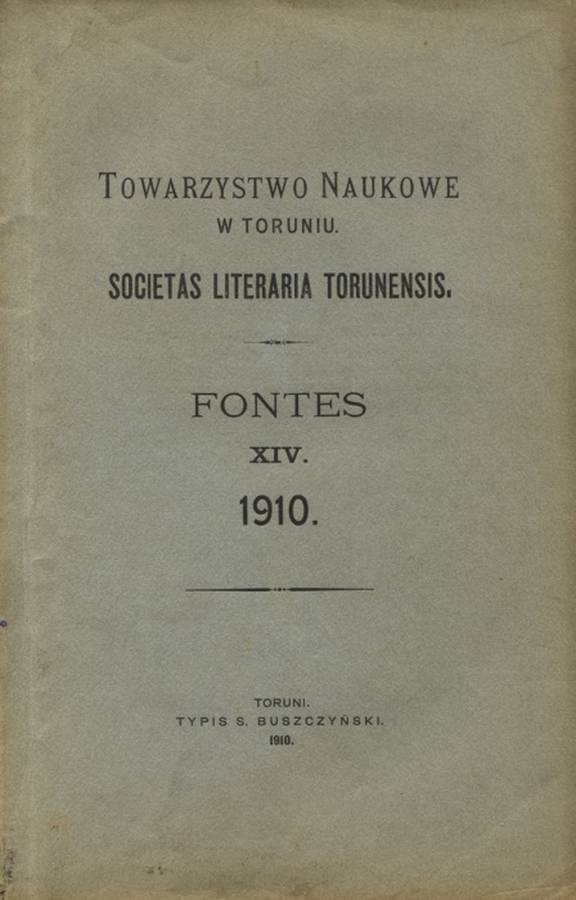 TOWARZYSTWO NAUKOWE
W TORUNIU.
SOCIETAS LITERARIA TORUNENSIS.
FONTES
XIV.
1910.
TORUNI.
TYPIS S. BUSZCZYŃSKI.
1910.